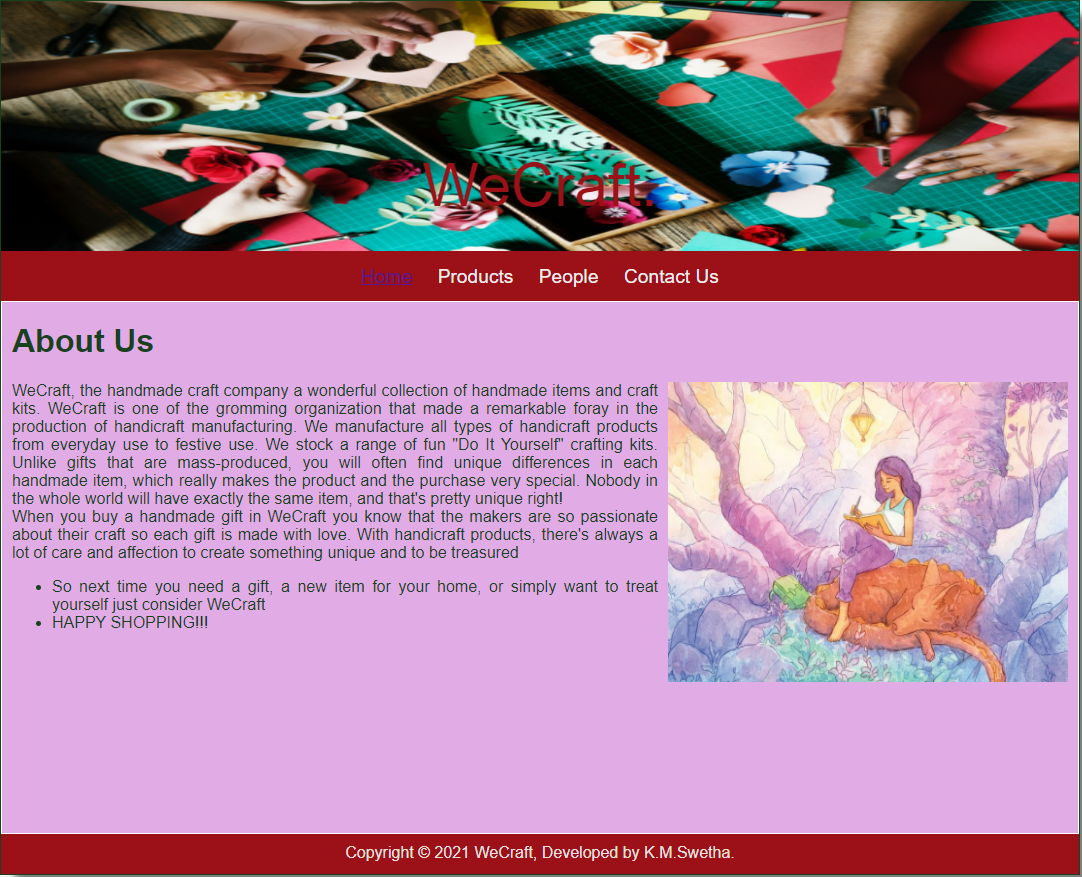 WeCraft.
Home Products People Contact Us
About Us
WeCraft, the handmade craft company a wonderful collection of handmade items and craft
kits. WeCraft is one of the gromming organization that made a remarkable foray in the
production of handicraft manufacturing. We manufacture all types of handicraft products
from everyday use to festive use. We stock a range of fun "Do It Yourself" crafting kits.
Unlike gifts that are mass-produced, you will often find unique differences in each
handmade item, which really makes the product and the purchase very special. Nobody in
the whole world will have exactly the same item, and that's pretty unique right!
When you buy a handmade gift in WeCraft you know that the makers are so passionate
about their craft so each gift is made with love. With handicraft products, there's always a
lot of care and affection to create something unique and to be treasured
• So next time you need a gift, a new item for your home, or simply want to treat
yourself just consider WeCraft
• HAPPY SHOPPING!!!
Copyright © 2021 WeCraft, Developed by K.M.Swetha.